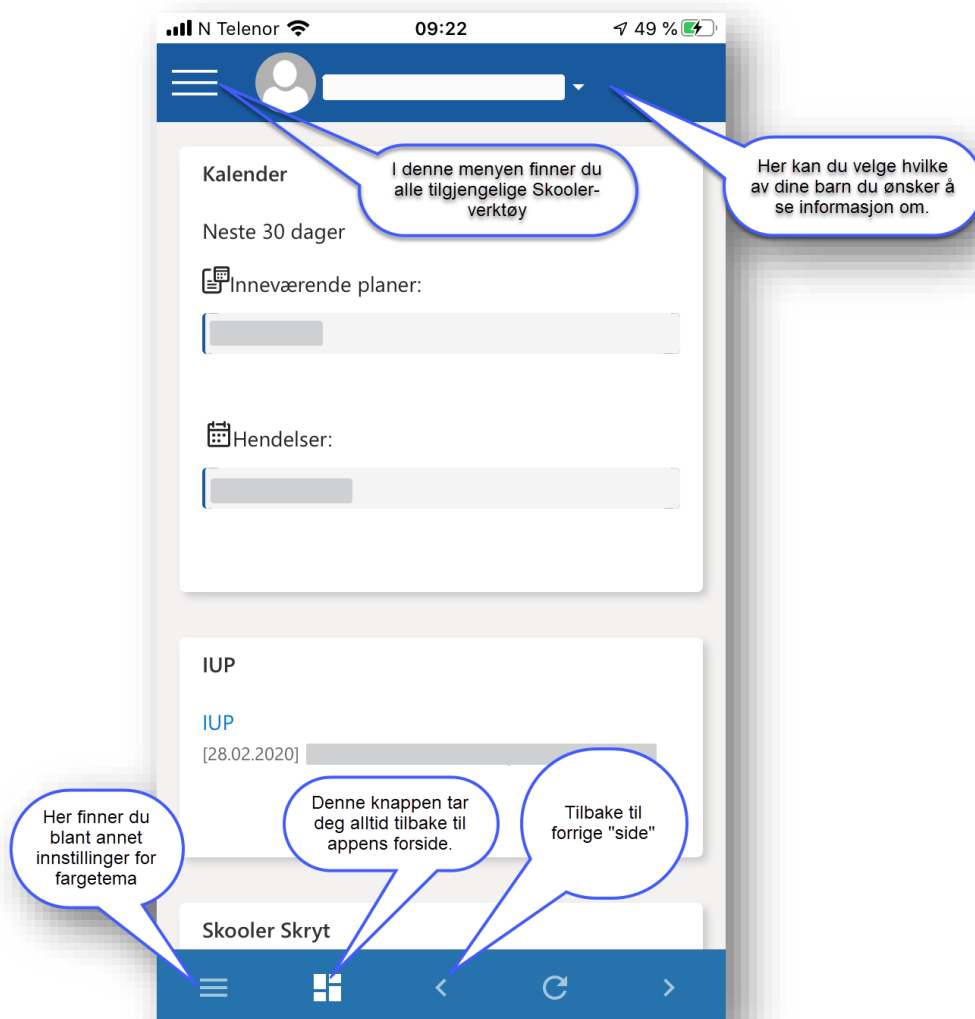 N Telenor 09:22 49 %
Kalender
I denne menyen finner du
alle tilgjengelige Skooler-
verktøy
Her kan du velge hvilke
av dine barn du ønsker å
se informasjon om.
Neste 30 dager
Inneværende planer:
Hendelser:
IUP
IUP
[28.02.2020]
Her finner du
blant annet
innstillinger for
fargetema
Denne knappen tar
deg alltid tilbake til
appens forside.
Tilbake til
forrige "side"
Skooler Skryt